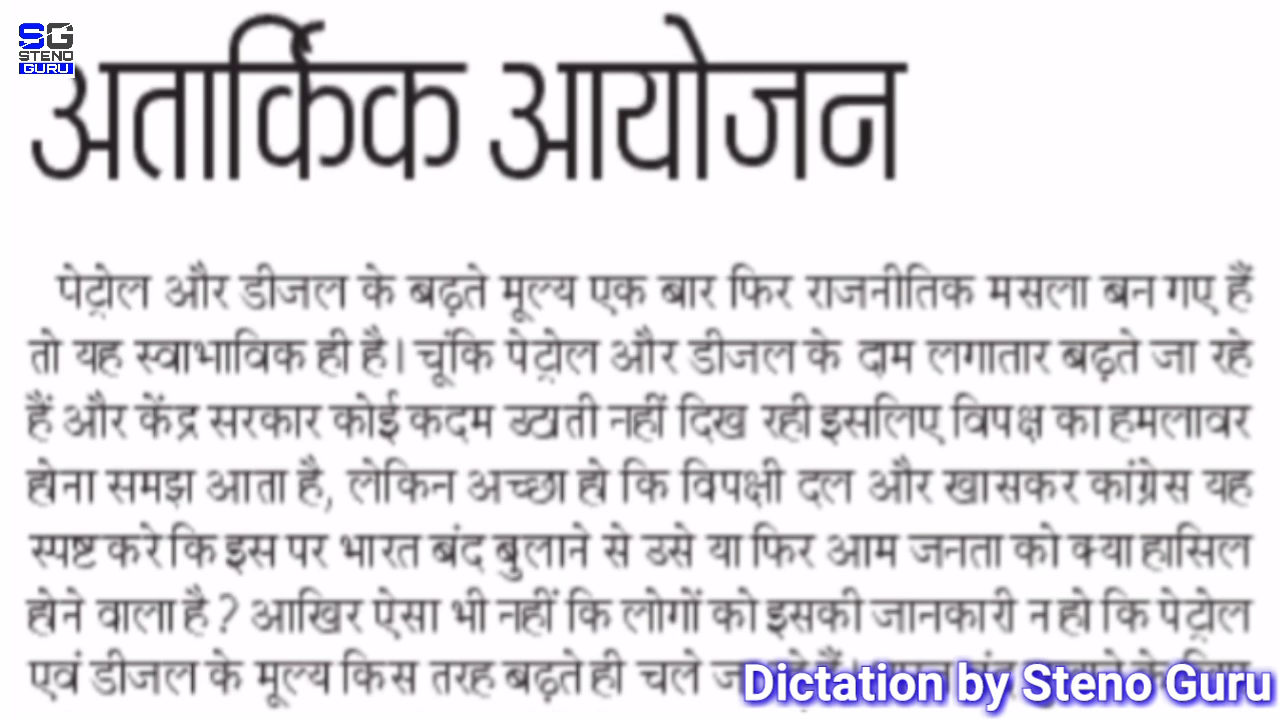 SG
STENO
GURU
अतार्किक आयोजन
पेट्रोल और डीजल के बढ़ते मूल्य एक बार फिर राजनीतिक मसला बन गए हैं
तो यह स्वाभाविक ही है। चूंकि पेट्रोल और डीजल के दाम लगातार बढ़ते जा रहे
हैं और केंद्र सरकार कोई कदम उठाती नहीं दिख रही इसलिए विपक्ष का हमलावर
होना समझ आता है, लेकिन अच्छा हो कि विपक्षी दल और खासकर कांग्रेस यह
स्पष्ट करे कि इस पर भारत बंद बुलाने से उसे या फिर आम जनता को क्या हासिल
होने वाला है? आखिर ऐसा भी नहीं कि लोगों को इसकी जानकारी न हो कि पेट्रोल
एवं डीजल के मूल्य किस तरह बढ़ते ही चले
Dictation by Steno Guru